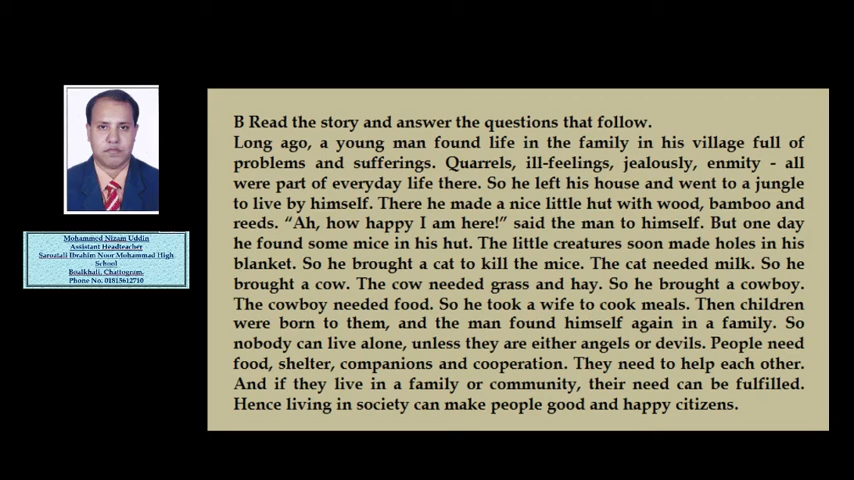 Mohammed Nizam Uddin
Assistant Headteacher
Saroatali Ibrahim Noor Mohammad High
School
Boalkhali, Chattogram.
Phone No. 01815612710
B Read the story and answer the questions that follow.
Long ago, a young man found life in the family in his village full of
problems and sufferings. Quarrels, ill-feelings, jealously, enmity - all
were part of everyday life there. So he left his house and went to a jungle
to live by himself. There he made a nice little hut with wood, bamboo and
reeds. “Ah, how happy I am here!” said the man to himself. But one day
he found some mice in his hut. The little creatures soon made holes in his
blanket. So he brought a cat to kill the mice. The cat needed milk. So he
brought a cow. The cow needed grass and hay. So he brought a cowboy.
The cowboy needed food. So he took a wife to cook meals. Then children
were born to them, and the man found himself again in a family. So
nobody can live alone, unless they are either angels or devils. People need
food, shelter, companions and cooperation. They need to help each other.
And if they live in a family or community, their need can be fulfilled.
Hence living in society can make people good and happy citizens.